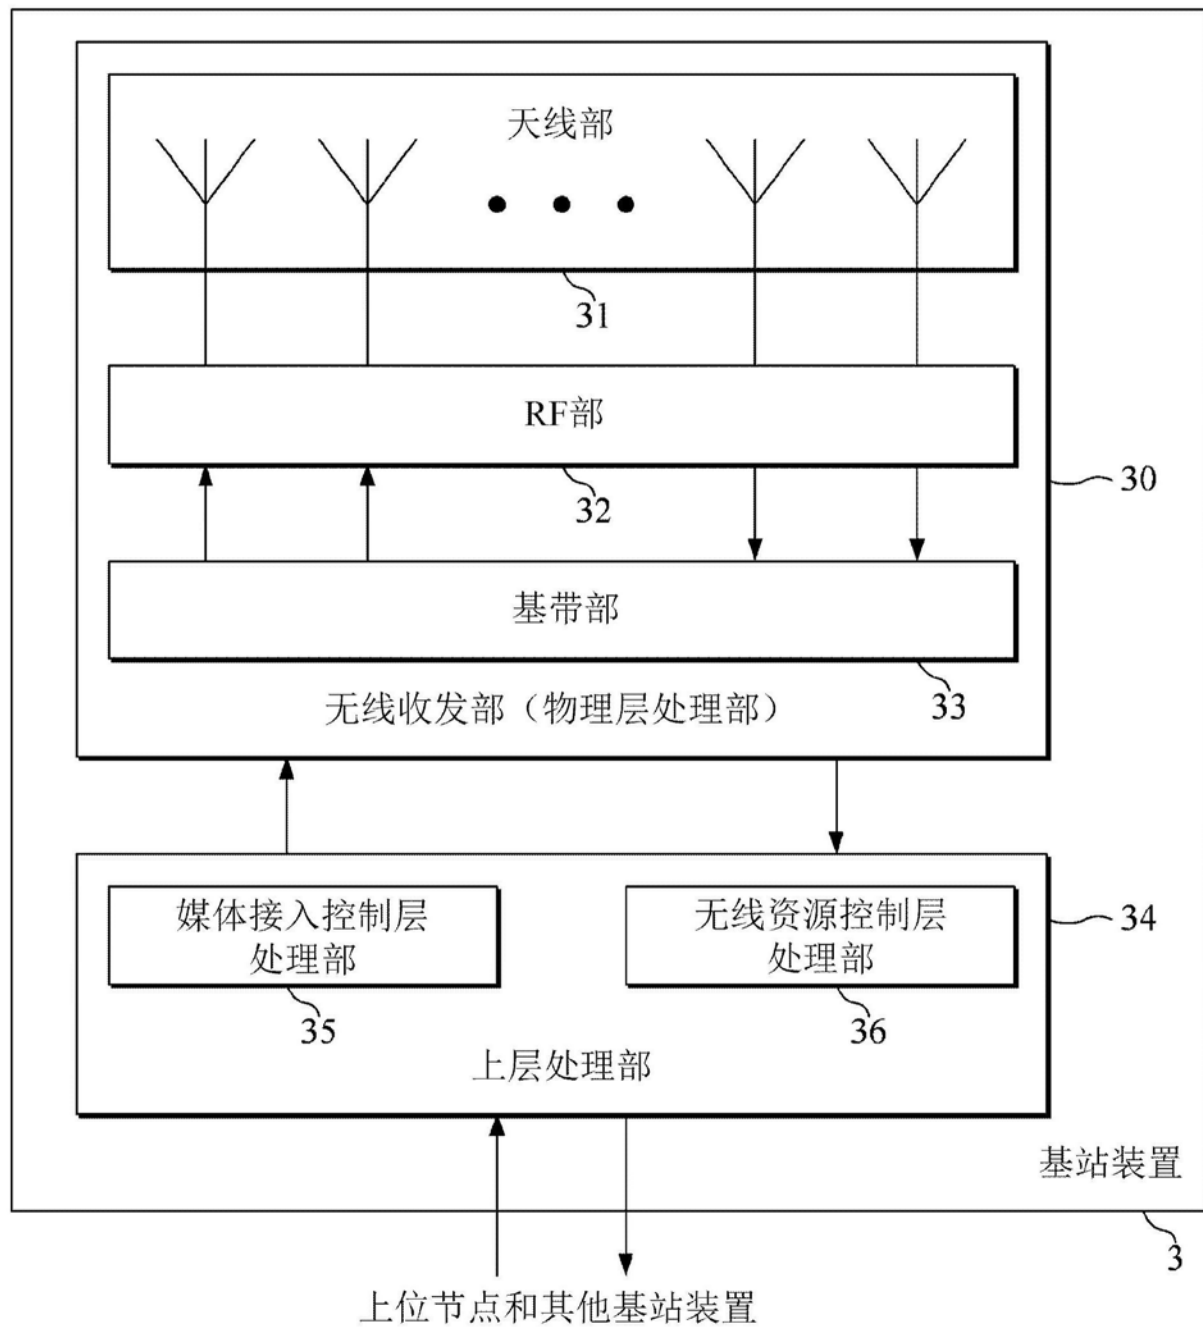 天线部
31
RF部
32
30
基带部
33
无线收发部（物理层处理部）
媒体接入控制层
处理部
35
无线资源控制层
处理部
36
34
上层处理部
基站装置
3
上位节点和其他基站装置